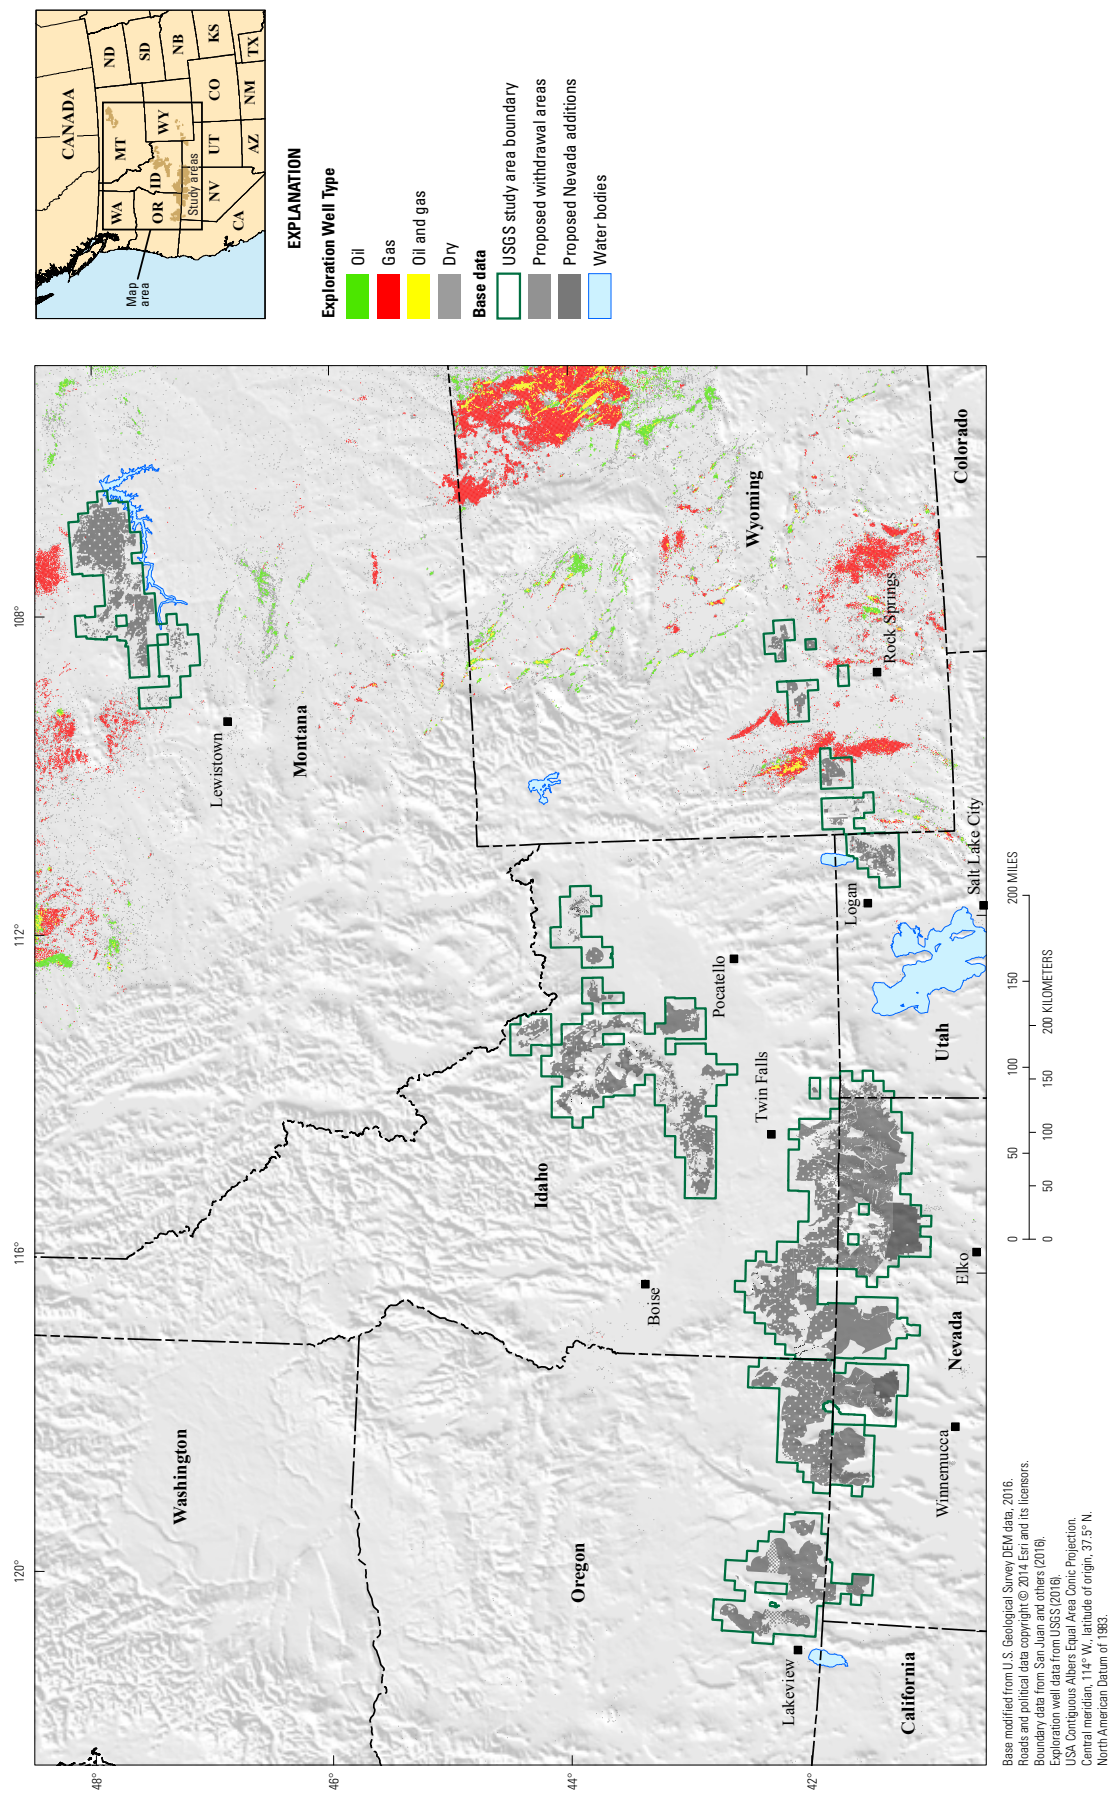 120°
116°
112°
108°
48°
46°
44°
42°
Washington
Oregon
California
Lakeview
Winnemucca
Nevada
Elko
Boise
Idaho
Twin Falls
Pocatello
Utah
Logan
Salt Lake City
Montana
Lewistown
Wyoming
Rock Springs
Colorado
0 50 100 150 200 MILES
0 50 100 150 200 KILOMETERS
Base modified from U.S. Geological Survey DEM data, 2016.
Roads and political data copyright © 2014 Esri and its licensors.
Boundary data from San Juan and others (2016).
Exploration well data from USGS (2016).
USA Contiguous Albers Equal Area Conic Projection.
Central meridian, 114° W., latitude of origin, 37.5° N.
North American Datum of 1983.
CANADA
WA
MT
ND
OR
ID
WY
SD
NB
NV
UT
CO
KS
CA
AZ
NM
TX
Study areas
Map
area
EXPLANATION
Exploration Well Type
Oil
Gas
Oil and gas
Dry
Base data
USGS study area boundary
Proposed withdrawal areas
Proposed Nevada additions
Water bodies